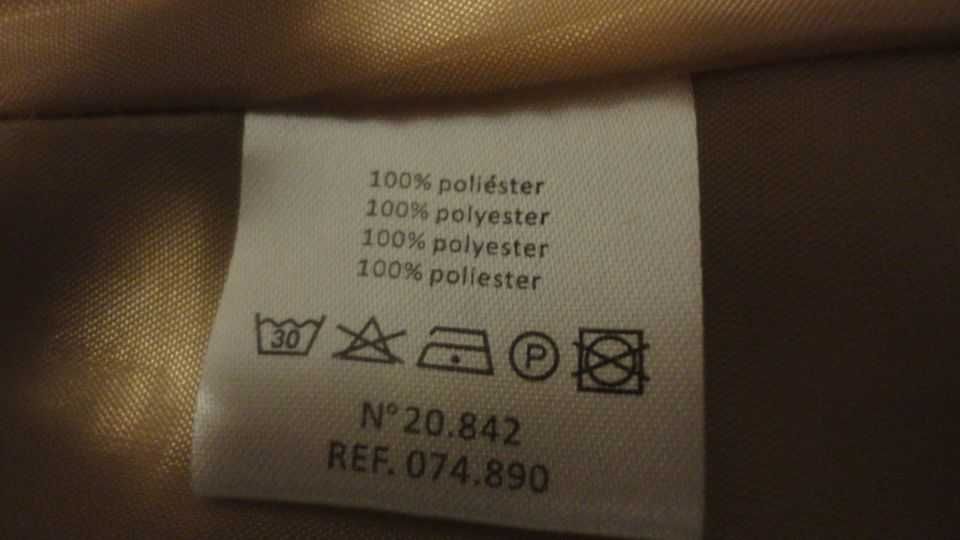 100% poliéster
100% polyester
100% polyester
100% poliester
30 P
N° 20.842
REF. 074.890